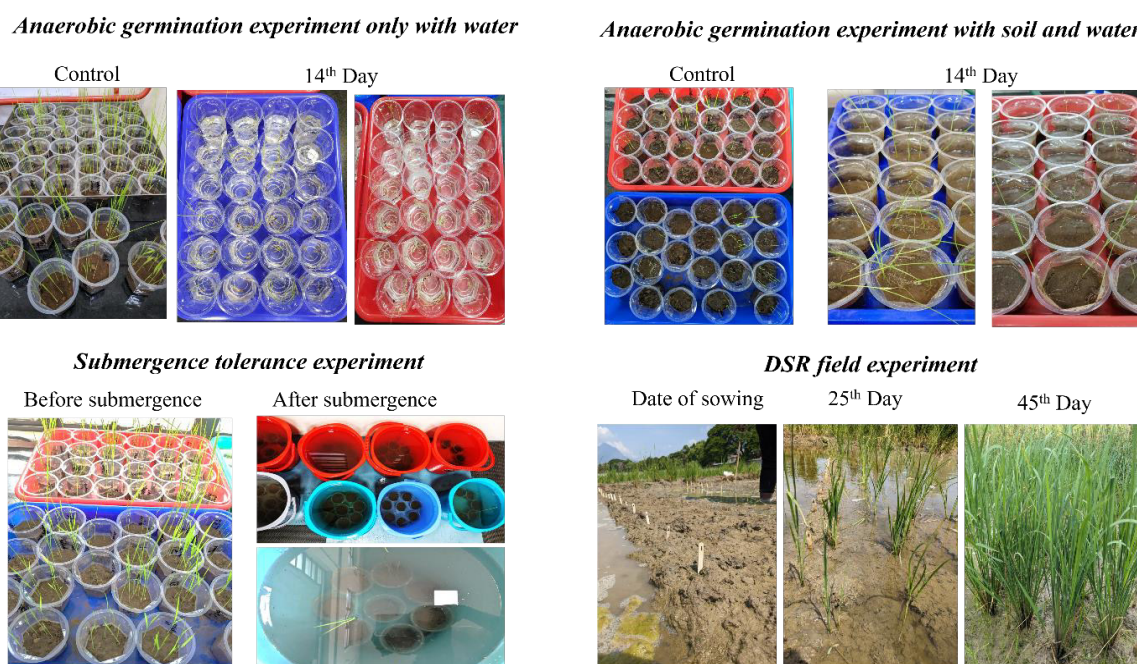 Anaerobic germination experiment only with water
Control
14th Day
Anaerobic germination experiment with soil and water
Control
14th Day
Submergence tolerance experiment
Before submergence
After submergence
DSR field experiment
Date of sowing
25th Day
45th Day